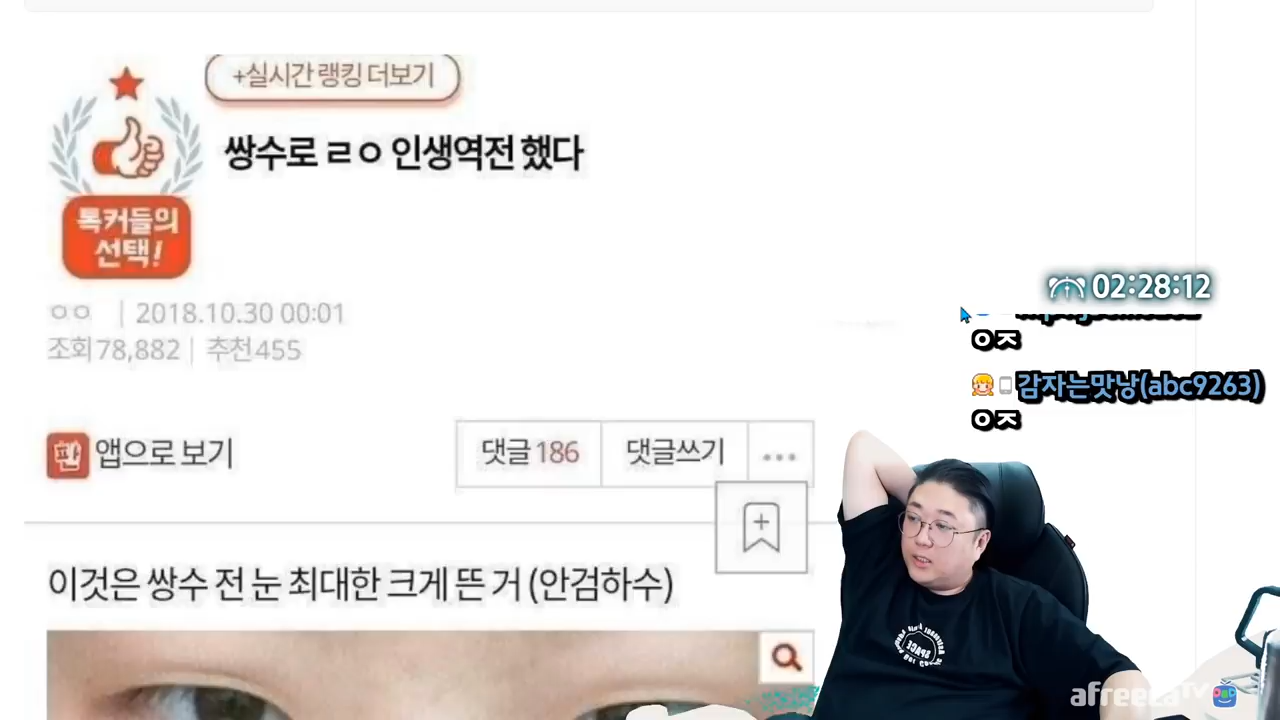 +실시간 랭킹 더보기
쌍수로 ㄹㅇ 인생역전 했다
톡커들의
선택!
ㅇㅇ | 2018.10.30 00:01
조회 78,882 | 추천 455
02:28:12
ㅇㅈ
감자는맛낭(abc9263)
ㅇㅈ
판 앱으로 보기
댓글 186
댓글쓰기
...
이것은 쌍수 전 눈 최대한 크게 뜬 거 (안검하수)
SPACE
afreecaTV